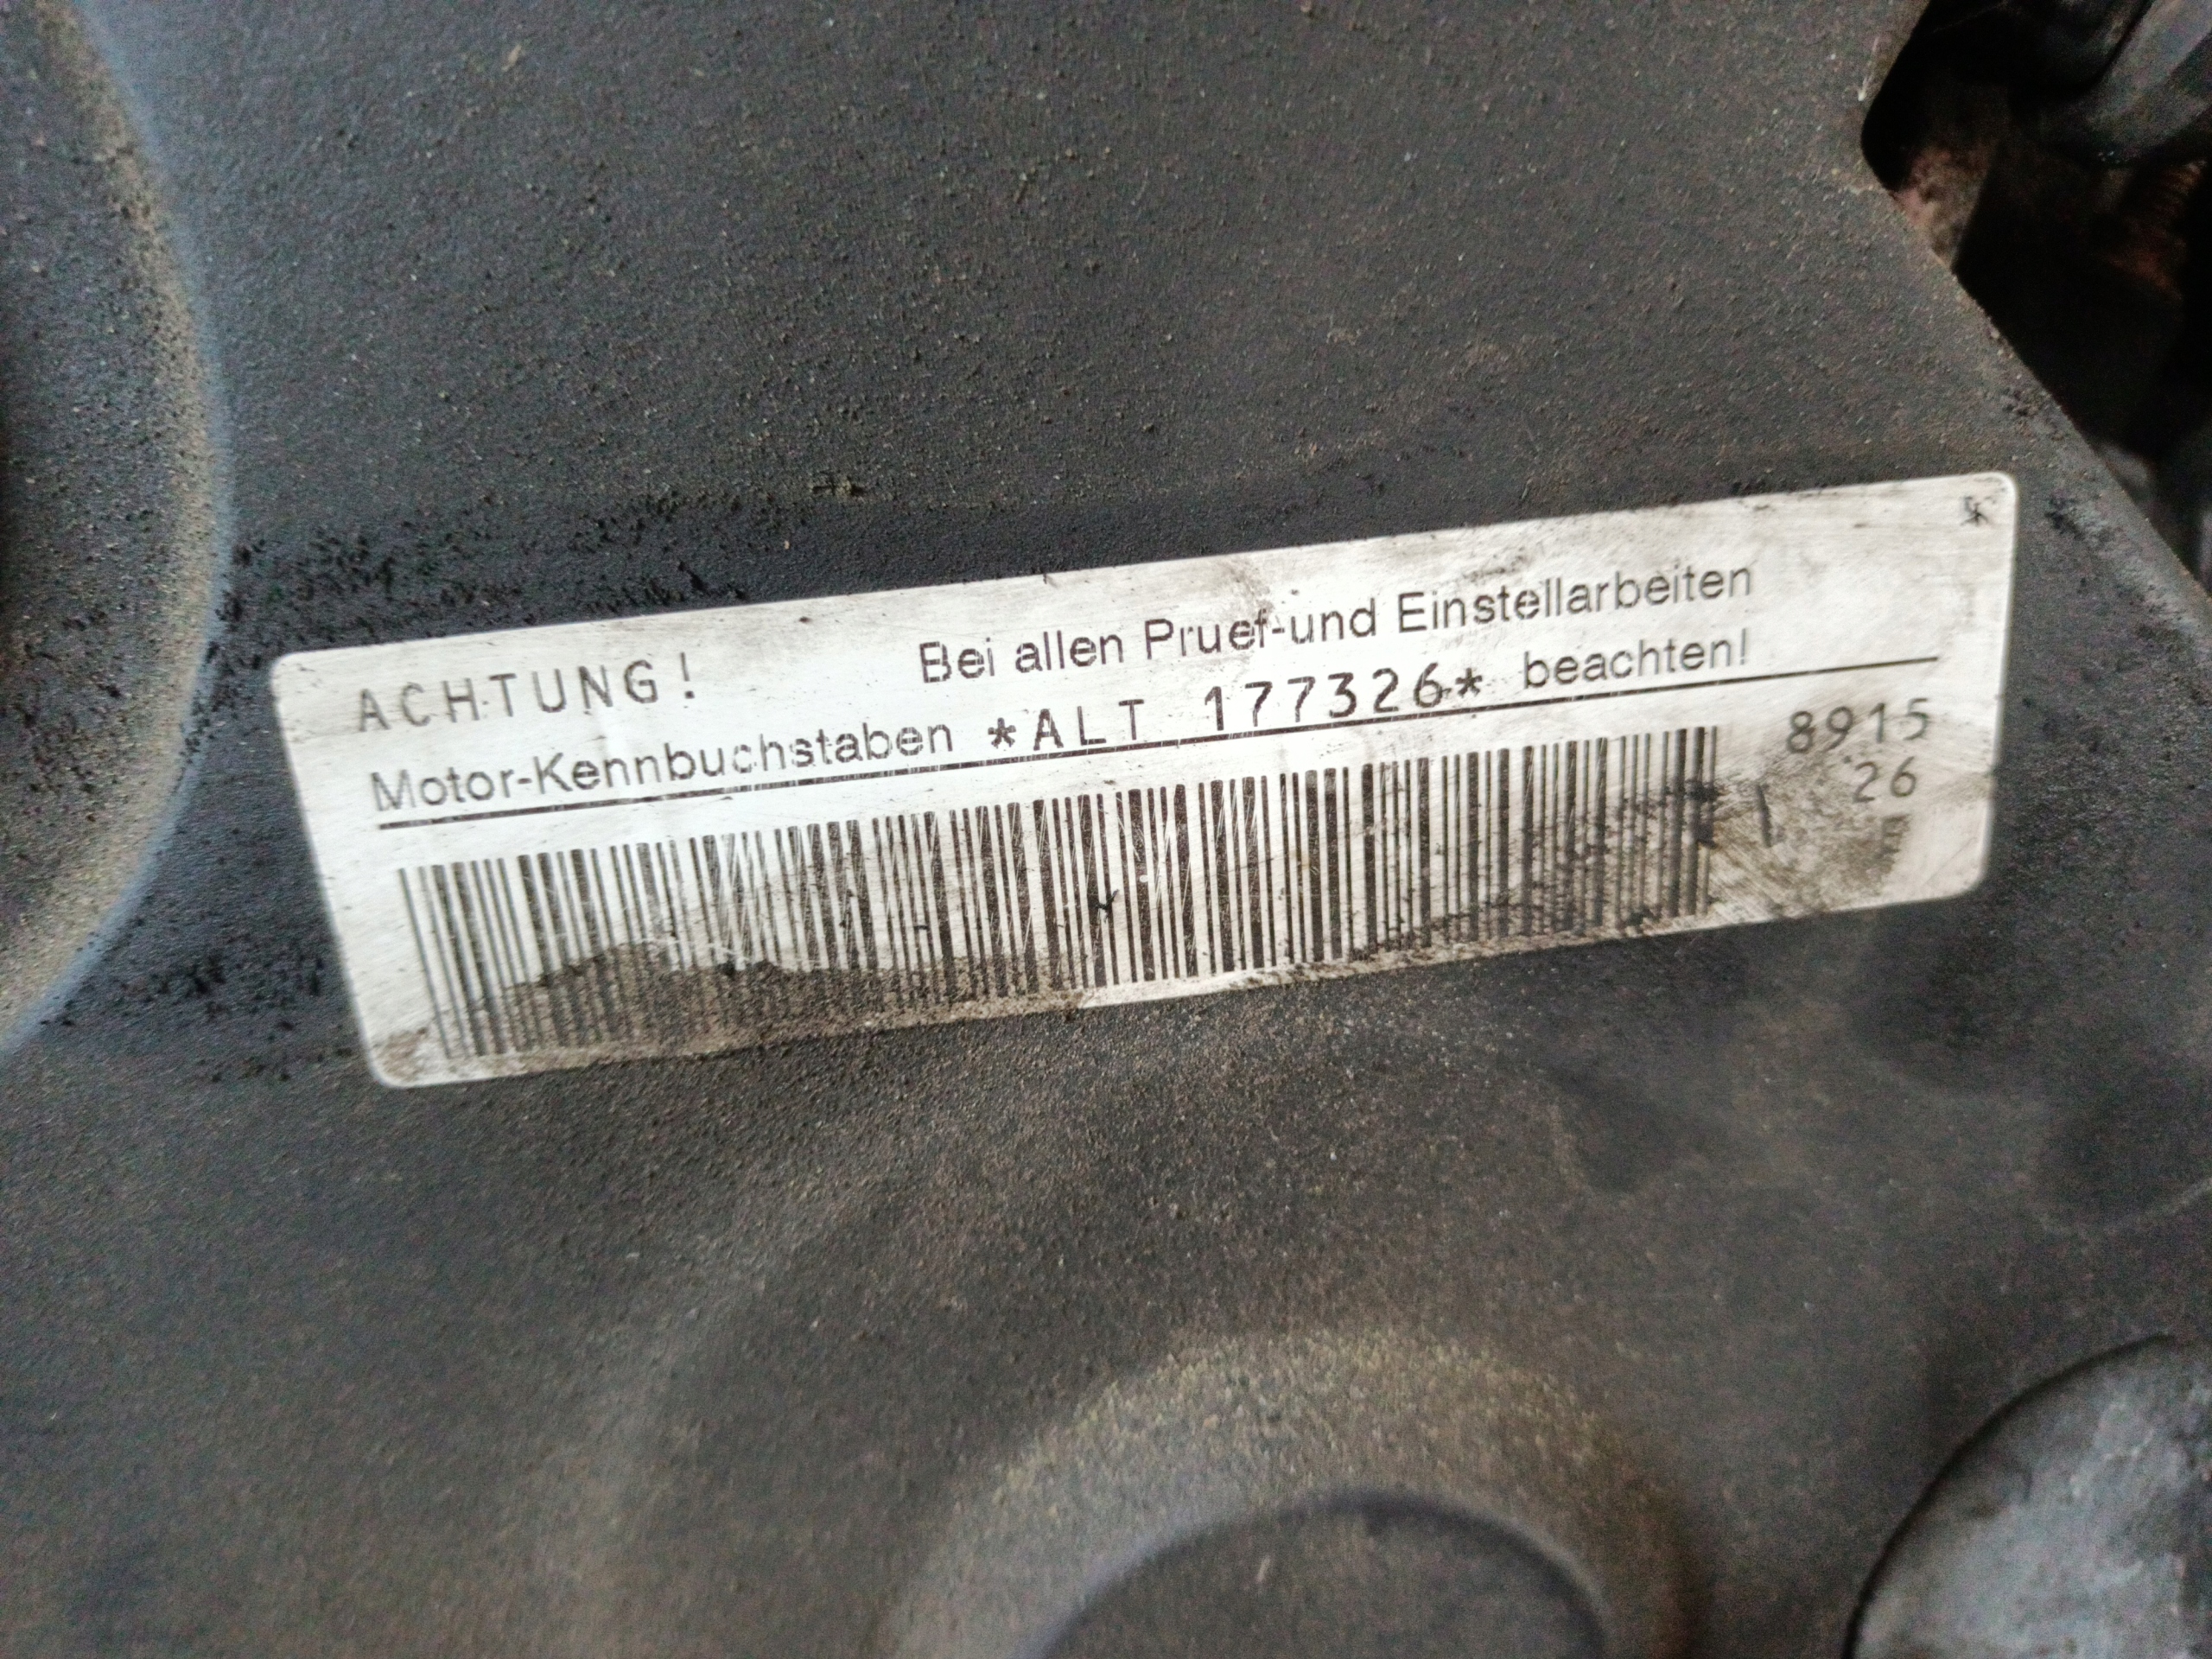 ACHTUNG! Bei allen Pruef-und Einstellarbeiten
Motor-Kennbuchstaben *ALT 177326* beachten!
8915
26